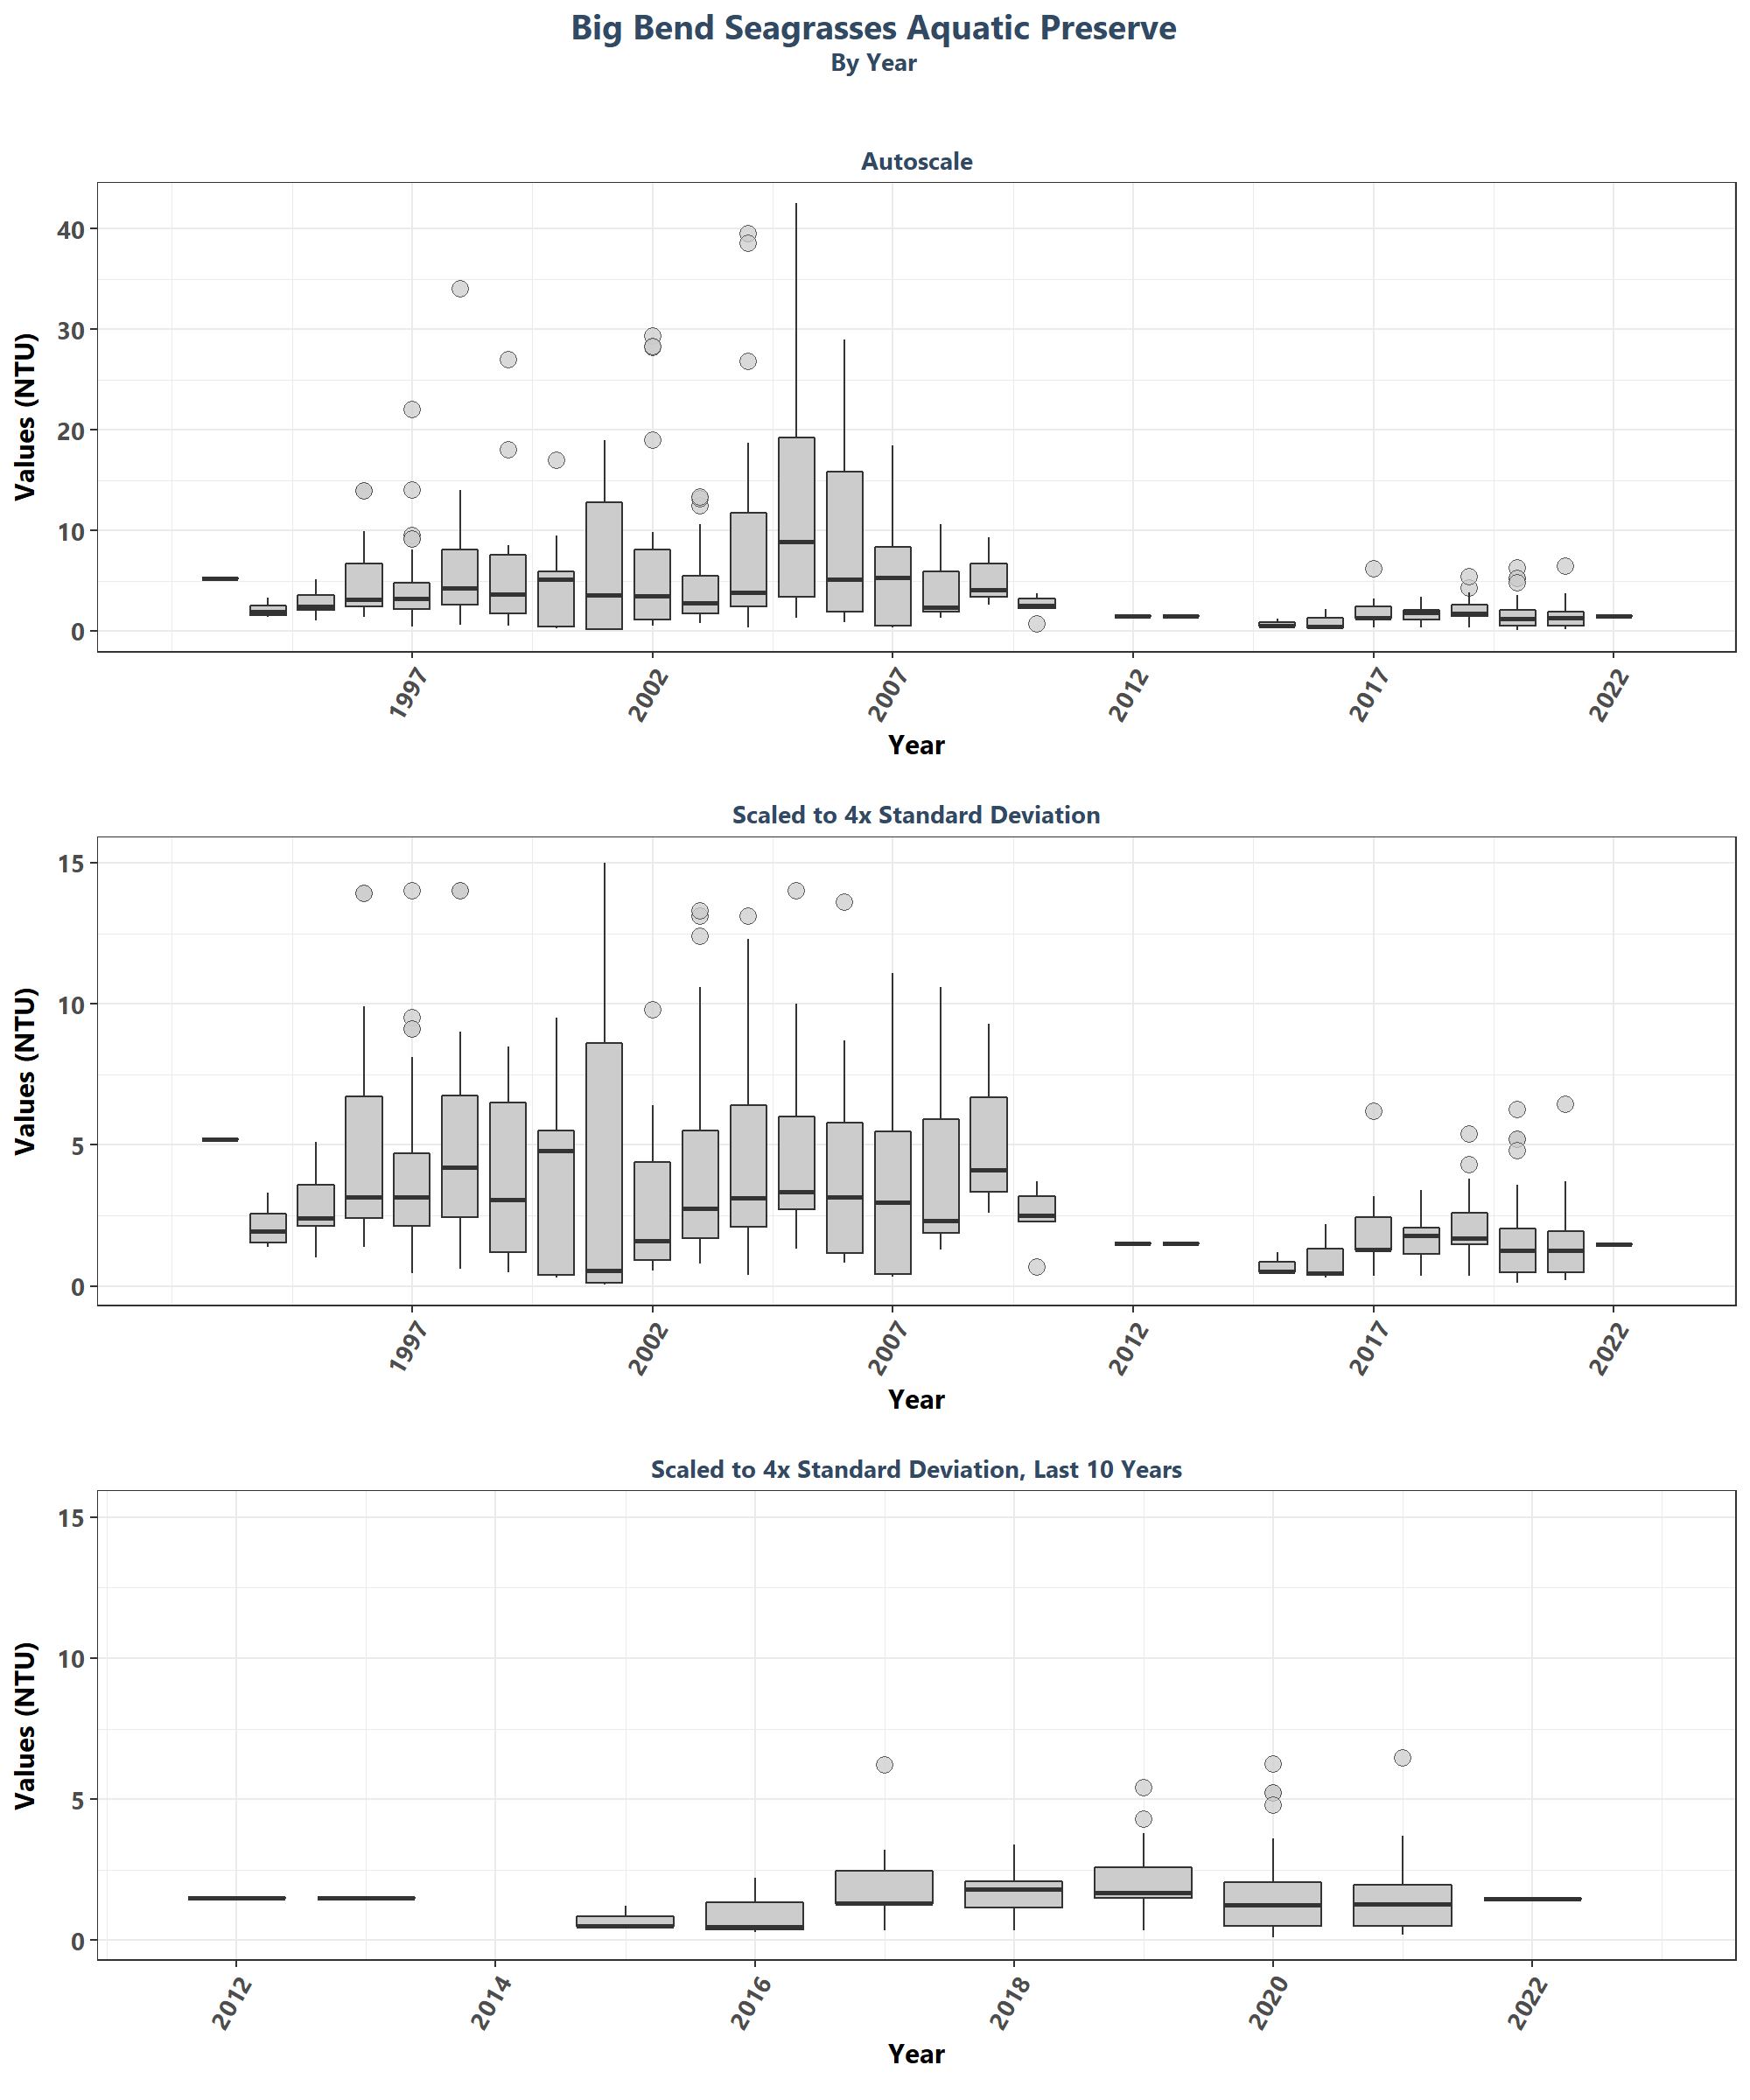 Big Bend Seagrasses Aquatic Preserve
By Year
Autoscale
Values (NTU)
40
30
20
10
0
1997 2002 2007 2012 2017 2022
Year
Scaled to 4x Standard Deviation
Values (NTU)
15
10
5
0
1997 2002 2007 2012 2017 2022
Year
Scaled to 4x Standard Deviation, Last 10 Years
Values (NTU)
15
10
5
0
2012 2014 2016 2018 2020 2022
Year